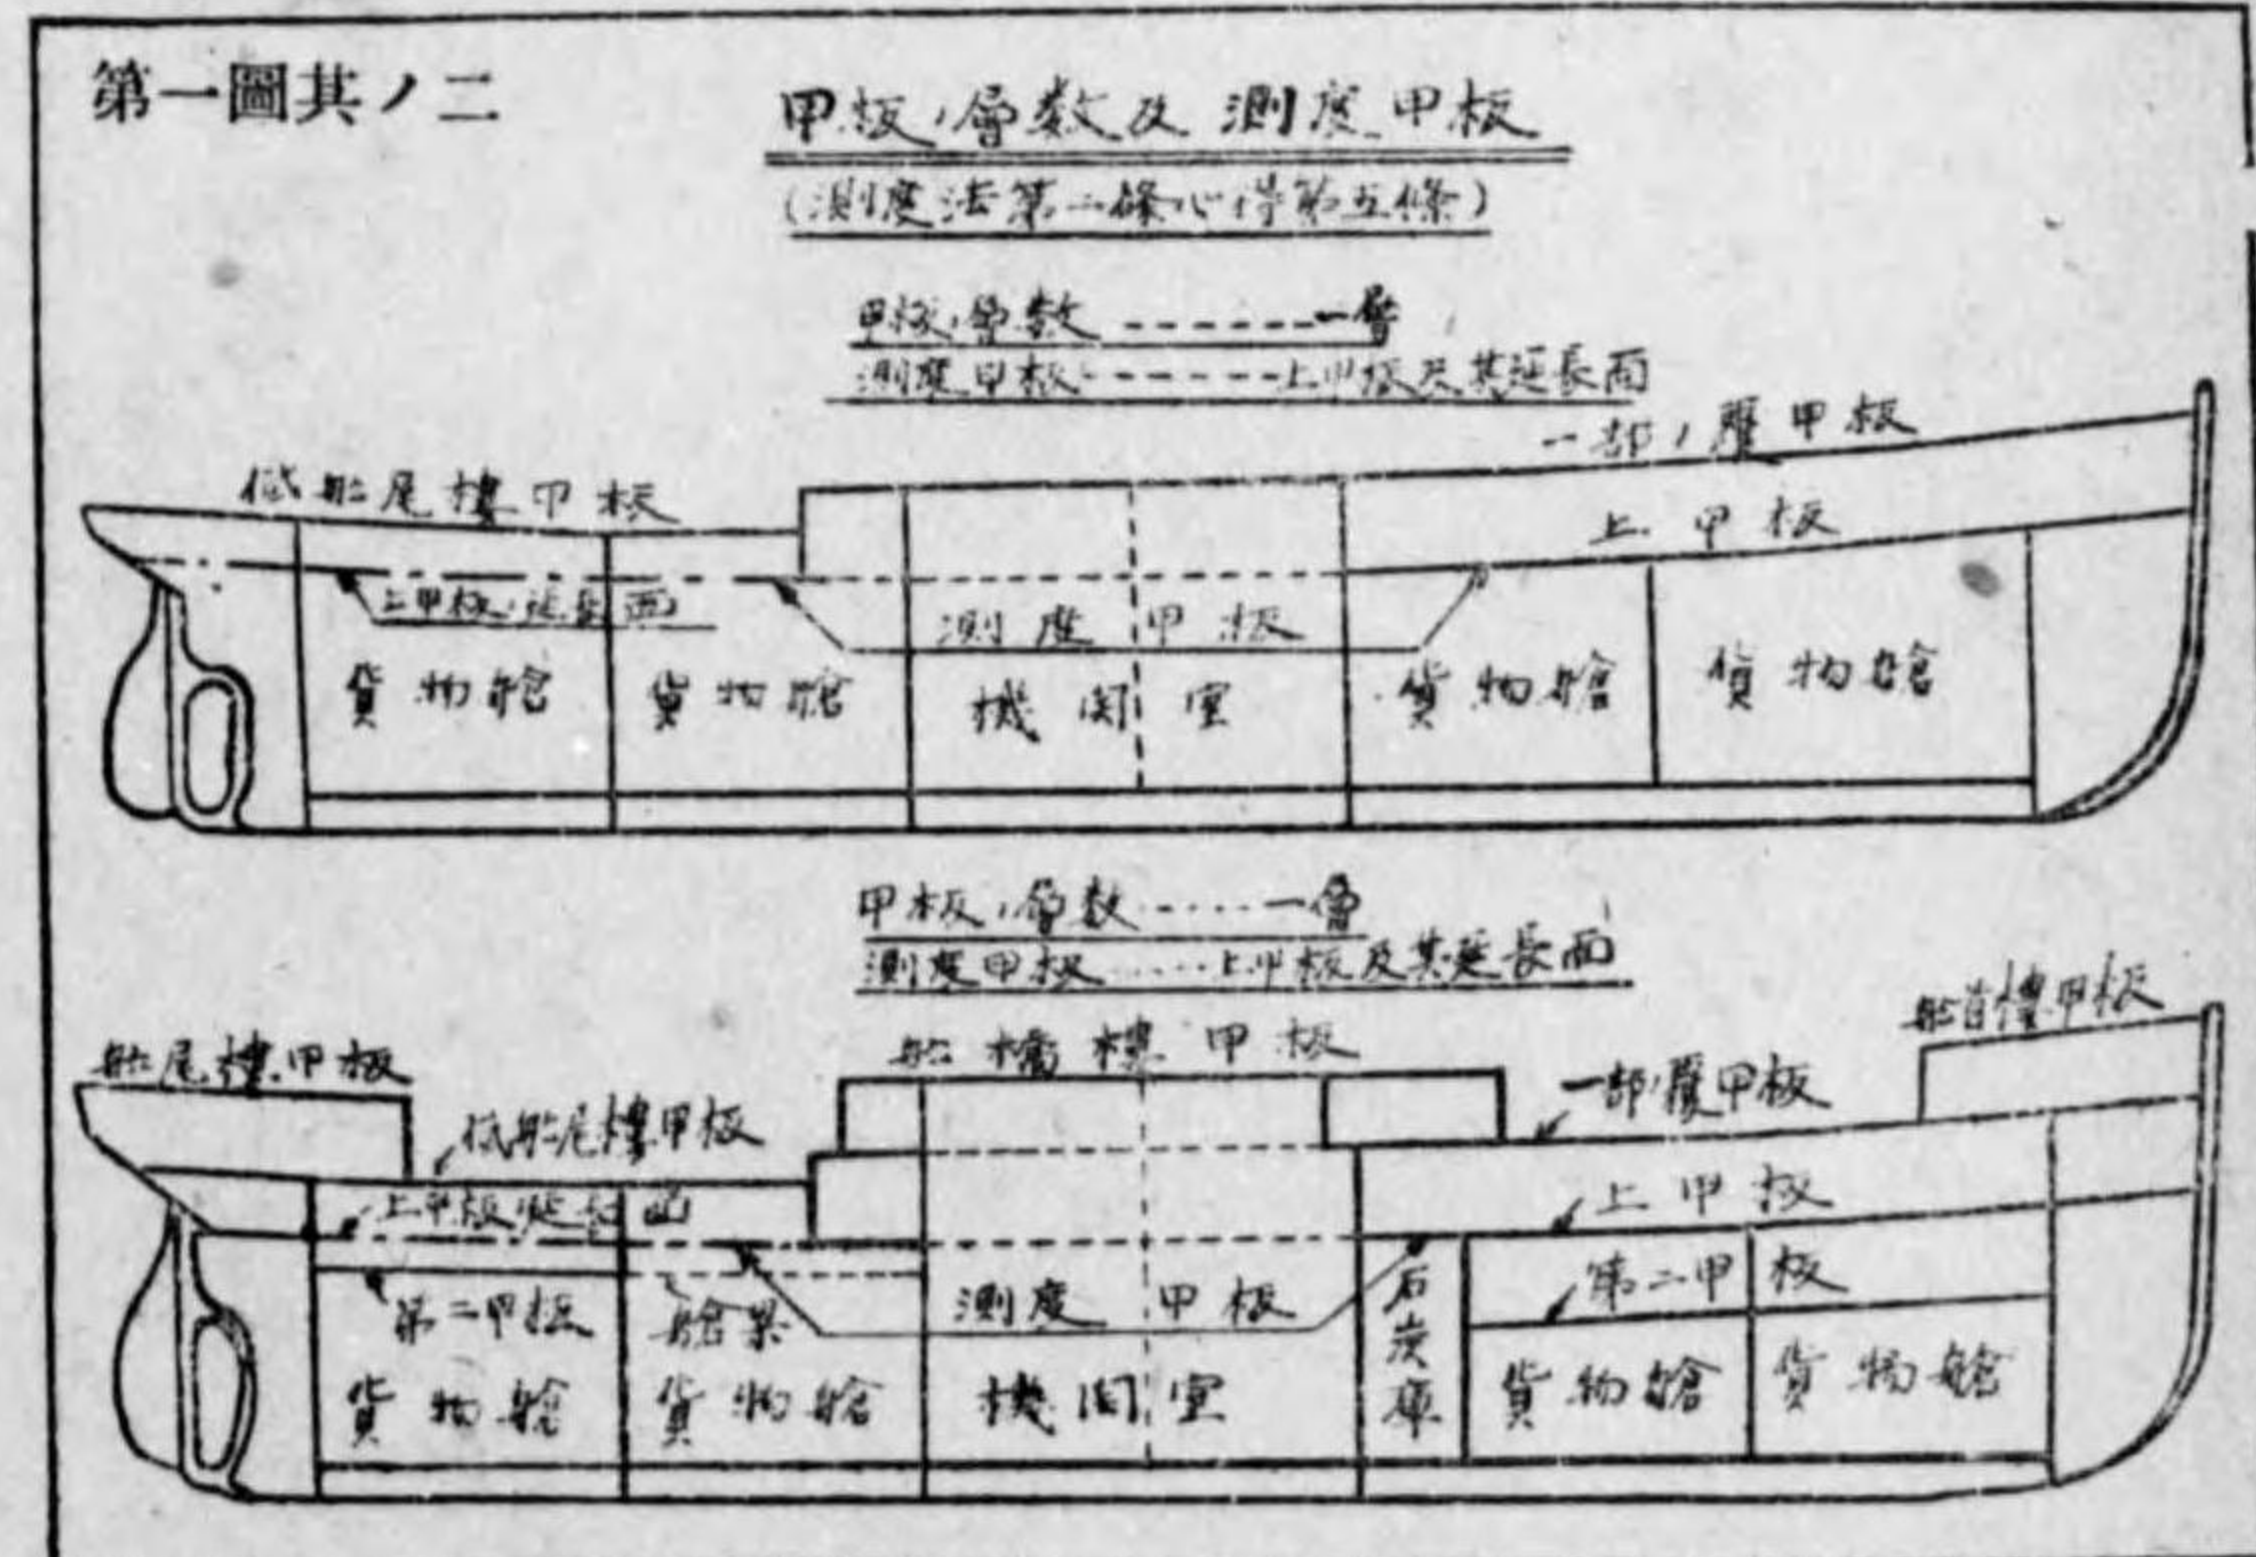 第一圖其ノ二
甲板ノ層数及測度甲板
(測度法第二條心得第五條)
甲板ノ層数------一層
測度甲板------上甲板及其延長面
一部ノ覆甲板
低船尾樓甲板
上甲板
上甲板ノ延長面
測度甲板
貨物艙 貨物艙 機関室 貨物艙 貨物艙
甲板ノ層数……一層
測度甲板……上甲板及其延長面
船首樓甲板
船橋樓甲板
船尾樓甲板
一部ノ覆甲板
低船尾樓甲板
上甲板
上甲板ノ延長面
第二甲板
測度甲板
第二甲板
艙梁
石炭庫
貨物艙 貨物艙 機関室 貨物艙 貨物艙